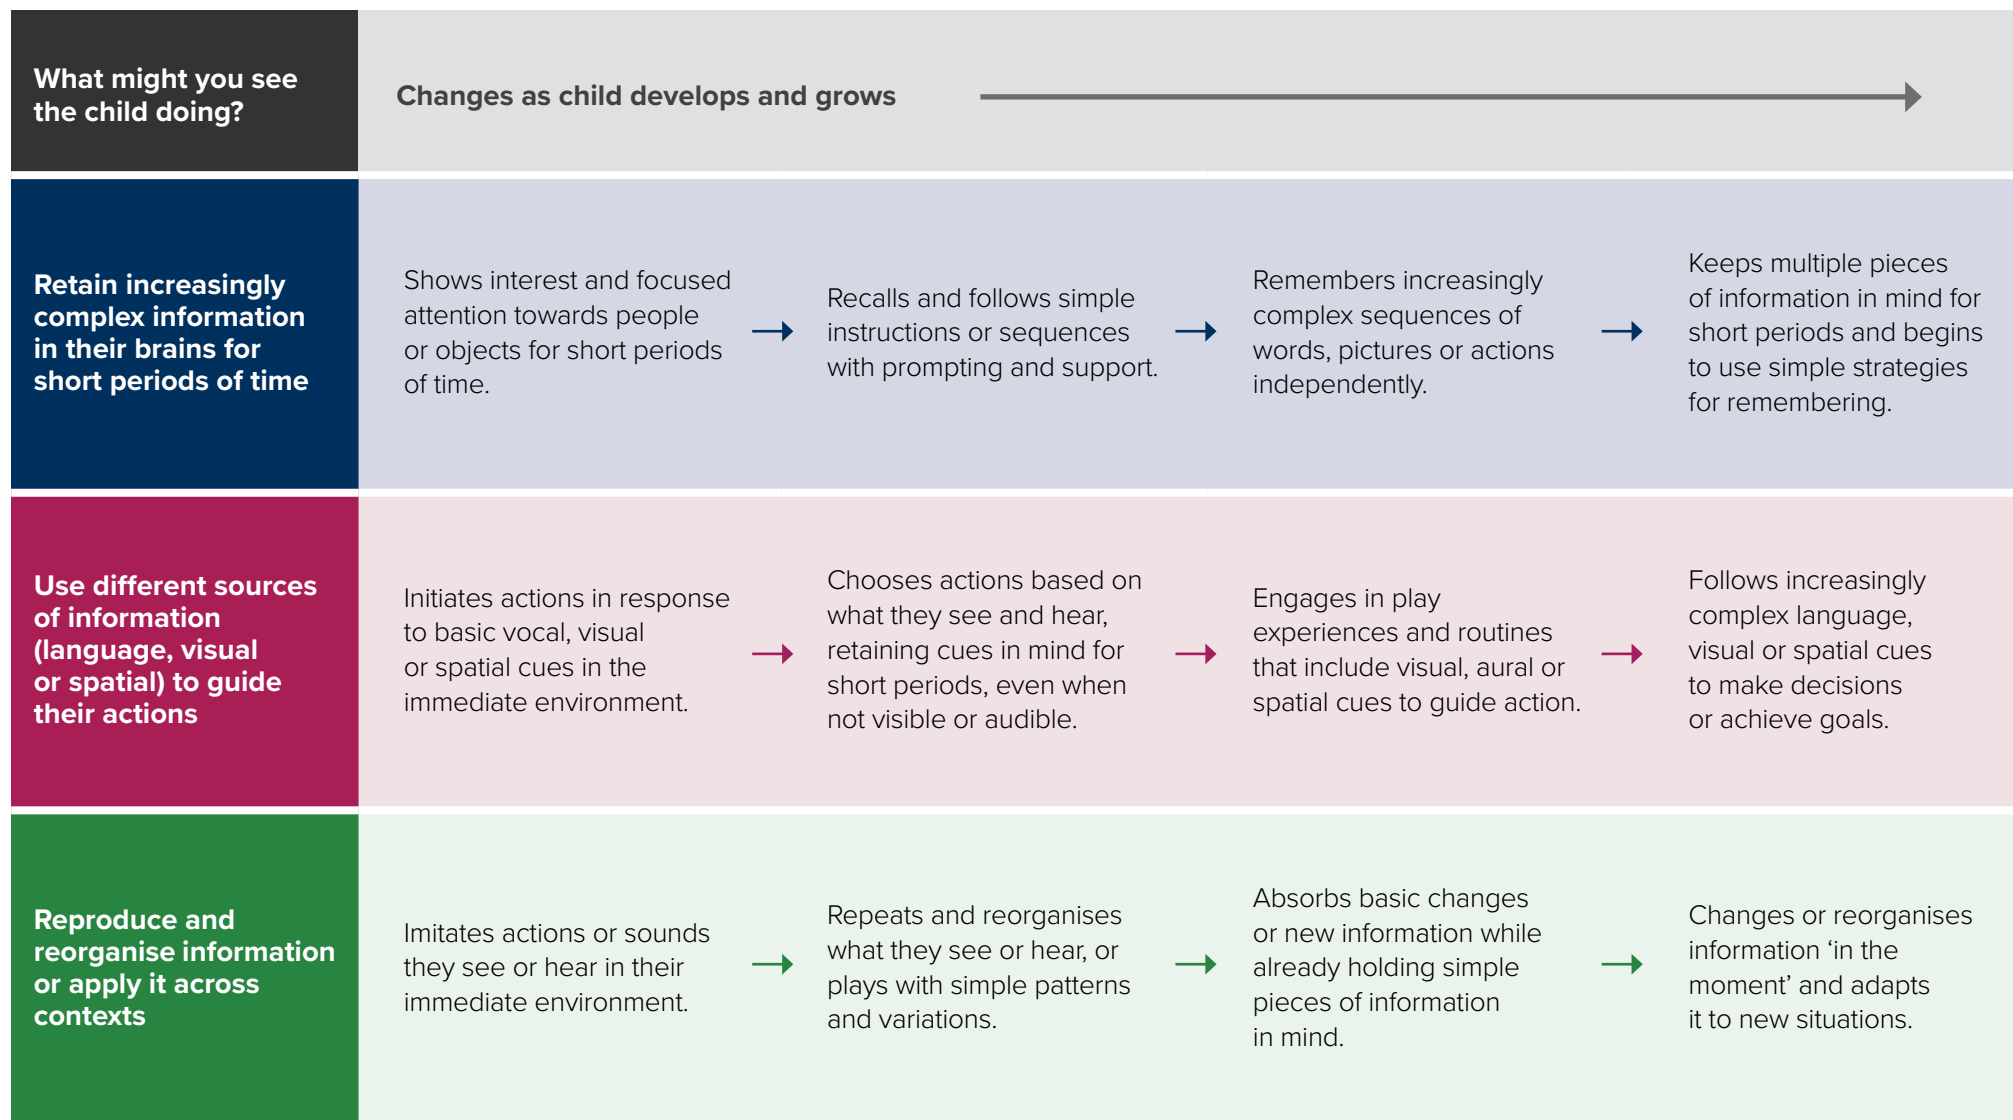 What might you see
the child doing?
Changes as child develops and grows
Retain increasingly
complex information
in their brains for
short periods of time
Shows interest and focused
attention towards people
or objects for short periods
of time.
Recalls and follows simple
instructions or sequences
with prompting and support.
Remembers increasingly
complex sequences of
words, pictures or actions
independently.
Keeps multiple pieces
of information in mind for
short periods and begins
to use simple strategies
for remembering.
Use different sources
of information
(language, visual
or spatial) to guide
their actions
Initiates actions in response
to basic vocal, visual
or spatial cues in the
immediate environment.
Chooses actions based on
what they see and hear,
retaining cues in mind for
short periods, even when
not visible or audible.
Engages in play
experiences and routines
that include visual, aural or
spatial cues to guide action.
Follows increasingly
complex language,
visual or spatial cues
to make decisions
or achieve goals.
Reproduce and
reorganise information
or apply it across
contexts
Imitates actions or sounds
they see or hear in their
immediate environment.
Repeats and reorganises
what they see or hear, or
plays with simple patterns
and variations.
Absorbs basic changes
or new information while
already holding simple
pieces of information
in mind.
Changes or reorganises
information ‘in the
moment’ and adapts
it to new situations.